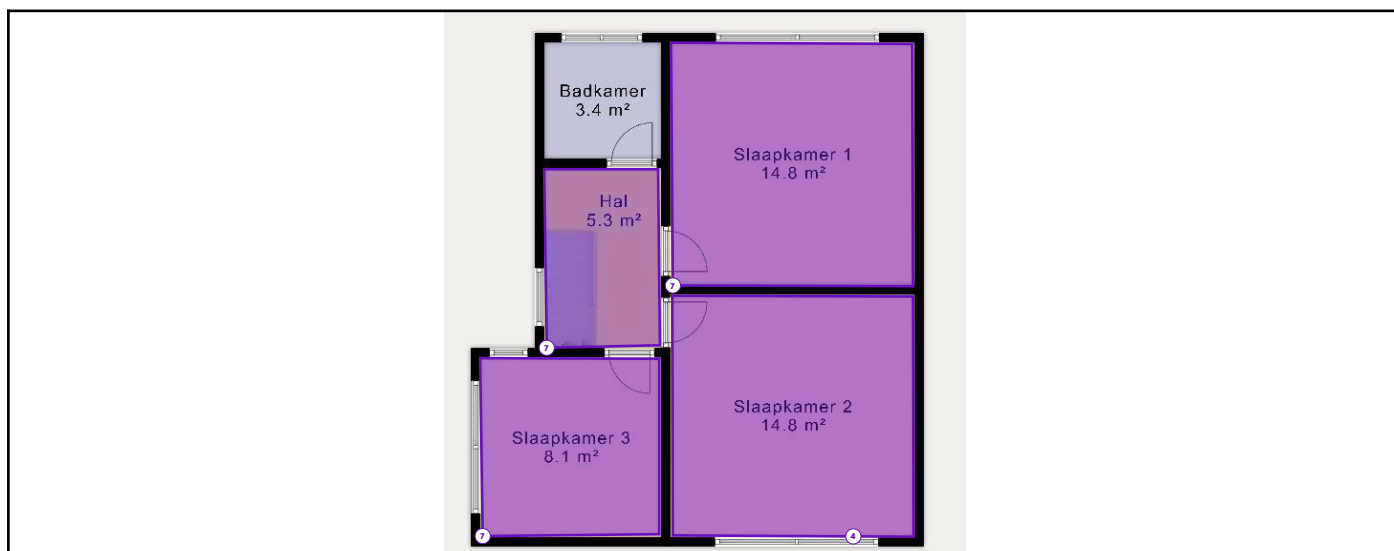 Badkamer
3.4 m²
Slaapkamer 1
14.8 m²
Hal
5.3 m²
7
Slaapkamer 2
14.8 m²
7
Slaapkamer 3
8.1 m²
7
4